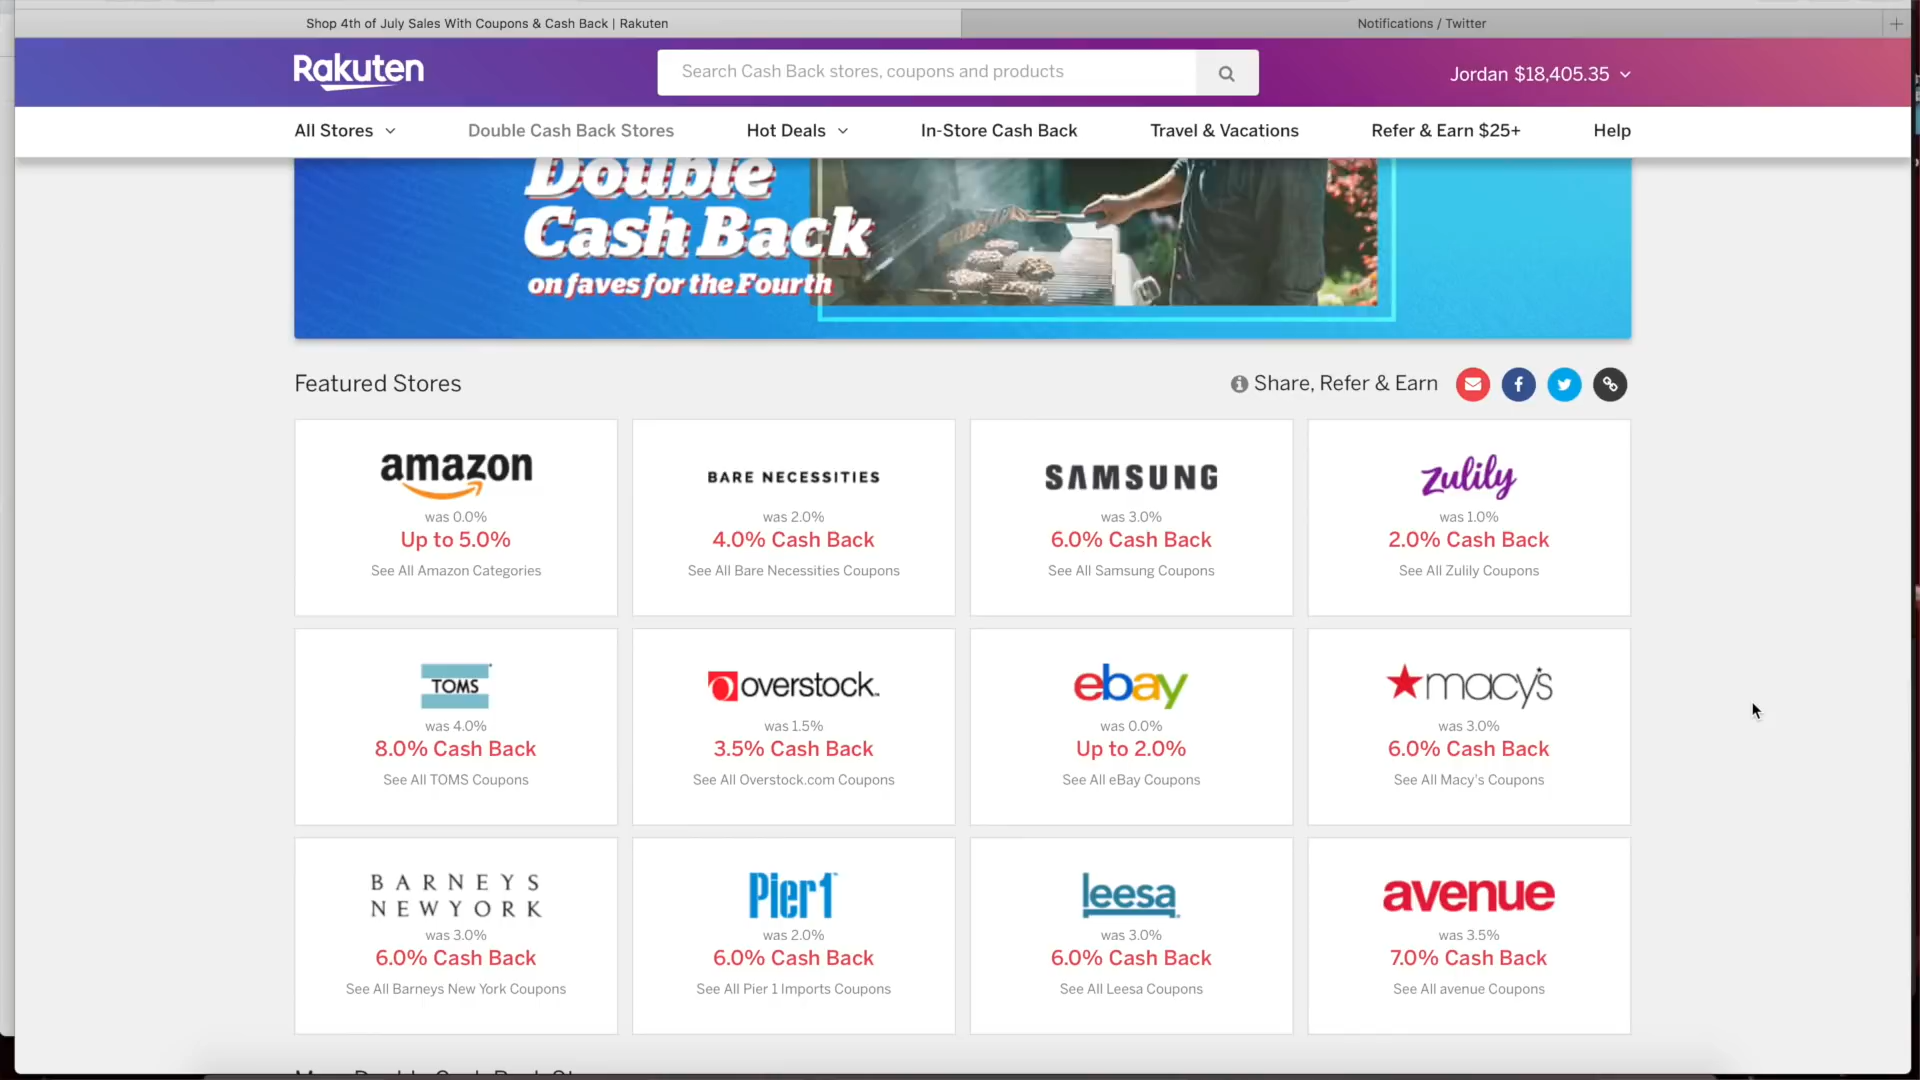 Shop 4th of July Sales With Coupons & Cash Back | Rakuten
Notifications / Twitter
Rakuten
Search Cash Back stores, coupons and products
Jordan $18,405.35
All Stores
Double Cash Back Stores
Hot Deals
In-Store Cash Back
Travel & Vacations
Refer & Earn $25+
Help
Double
Cash Back
on faves for the Fourth
Featured Stores
Share, Refer & Earn
amazon
was 0.0%
Up to 5.0%
See All Amazon Categories
BARE NECESSITIES
was 2.0%
4.0% Cash Back
See All Bare Necessities Coupons
SAMSUNG
was 3.0%
6.0% Cash Back
See All Samsung Coupons
zulily
was 1.0%
2.0% Cash Back
See All Zulily Coupons
TOMS
was 4.0%
8.0% Cash Back
See All TOMS Coupons
overstock.
was 1.5%
3.5% Cash Back
See All Overstock.com Coupons
ebay
was 0.0%
Up to 2.0%
See All eBay Coupons
macy's
was 3.0%
6.0% Cash Back
See All Macy's Coupons
BARNEYS
NEWYORK
was 3.0%
6.0% Cash Back
See All Barneys New York Coupons
Pier1
was 2.0%
6.0% Cash Back
See All Pier 1 Imports Coupons
leesa
was 3.0%
6.0% Cash Back
See All Leesa Coupons
avenue
was 3.5%
7.0% Cash Back
See All avenue Coupons